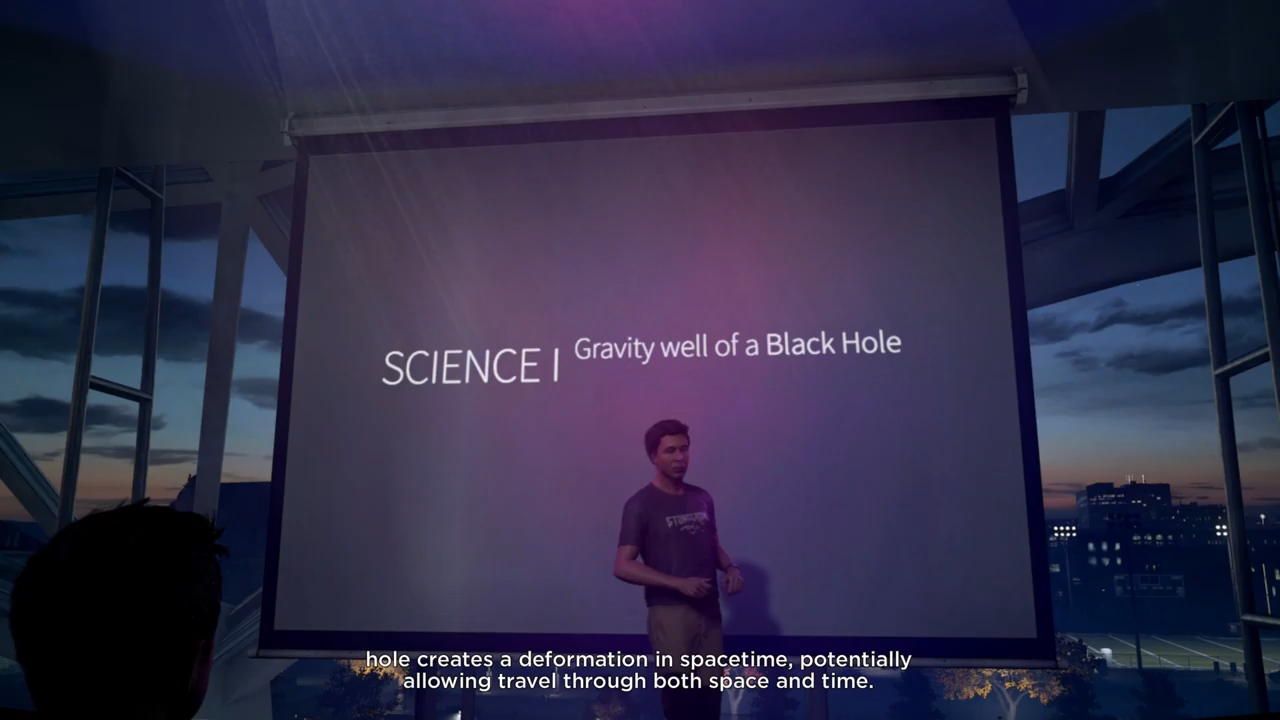 SCIENCE | Gravity well of a Black Hole
hole creates a deformation in spacetime, potentially
allowing travel through both space and time.